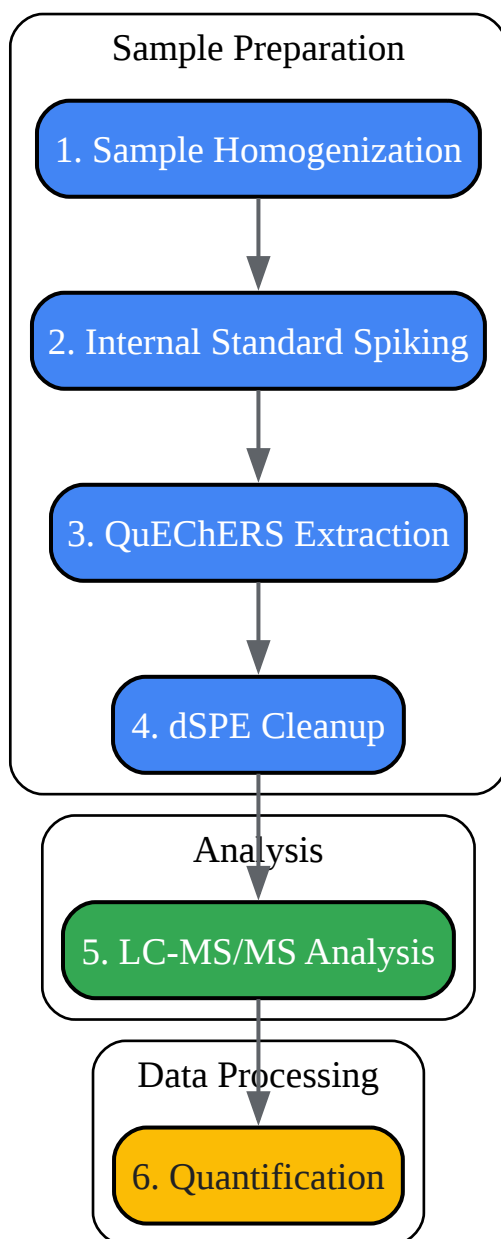 Sample Preparation
1. Sample Homogenization
2. Internal Standard Spiking
3. QuEChERS Extraction
4. dSPE Cleanup
Analysis
5. LC-MS/MS Analysis
Data Processing
6. Quantification